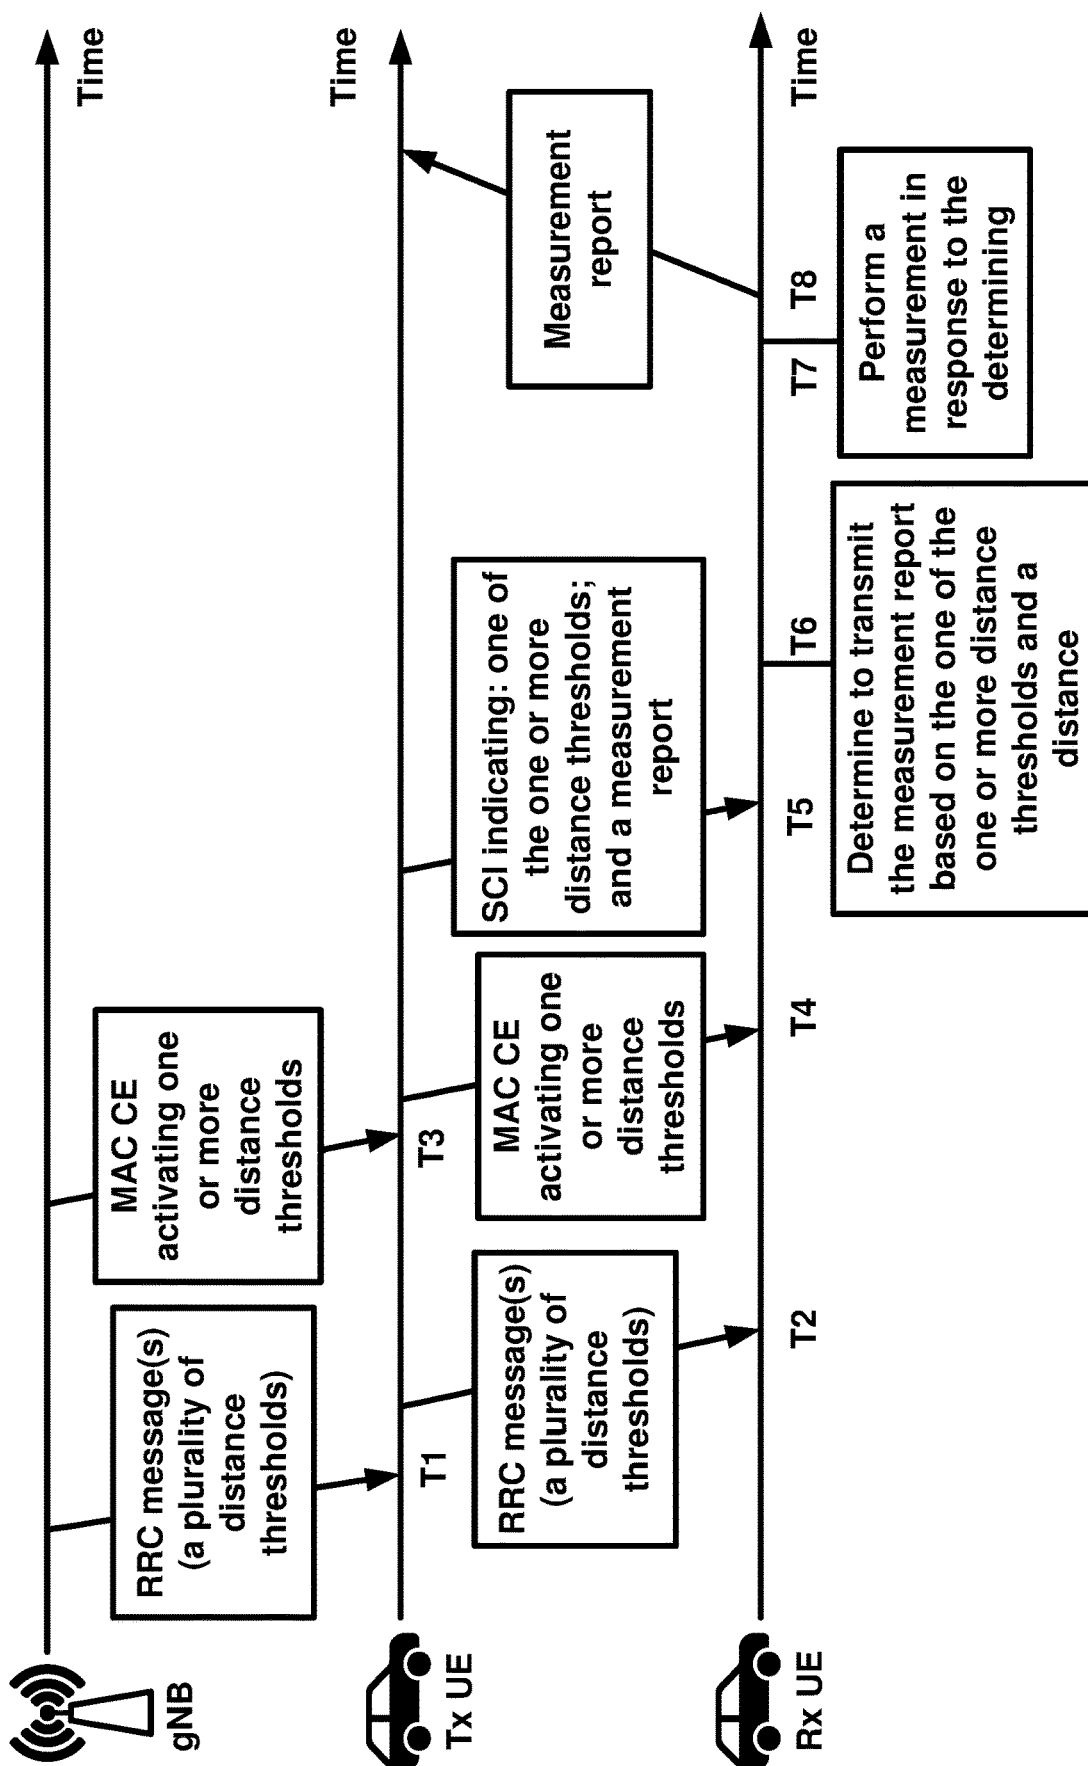 gNB
Time
RRC message(s)
(a plurality of
distance
thresholds)
MAC CE
activating one
or more
distance
thresholds
Tx UE
T1
T3
Time
RRC message(s)
(a plurality of
distance
thresholds)
MAC CE
activating one
or more
distance
thresholds
SCI indicating: one of
the one or more
distance thresholds;
and a measurement
report
Measurement
report
Rx UE
T2
T4
T5
T6
T7
T8
Time
Determine to transmit
the measurement report
based on the one of the
one or more distance
thresholds and a
distance
Perform a
measurement in
response to the
determining